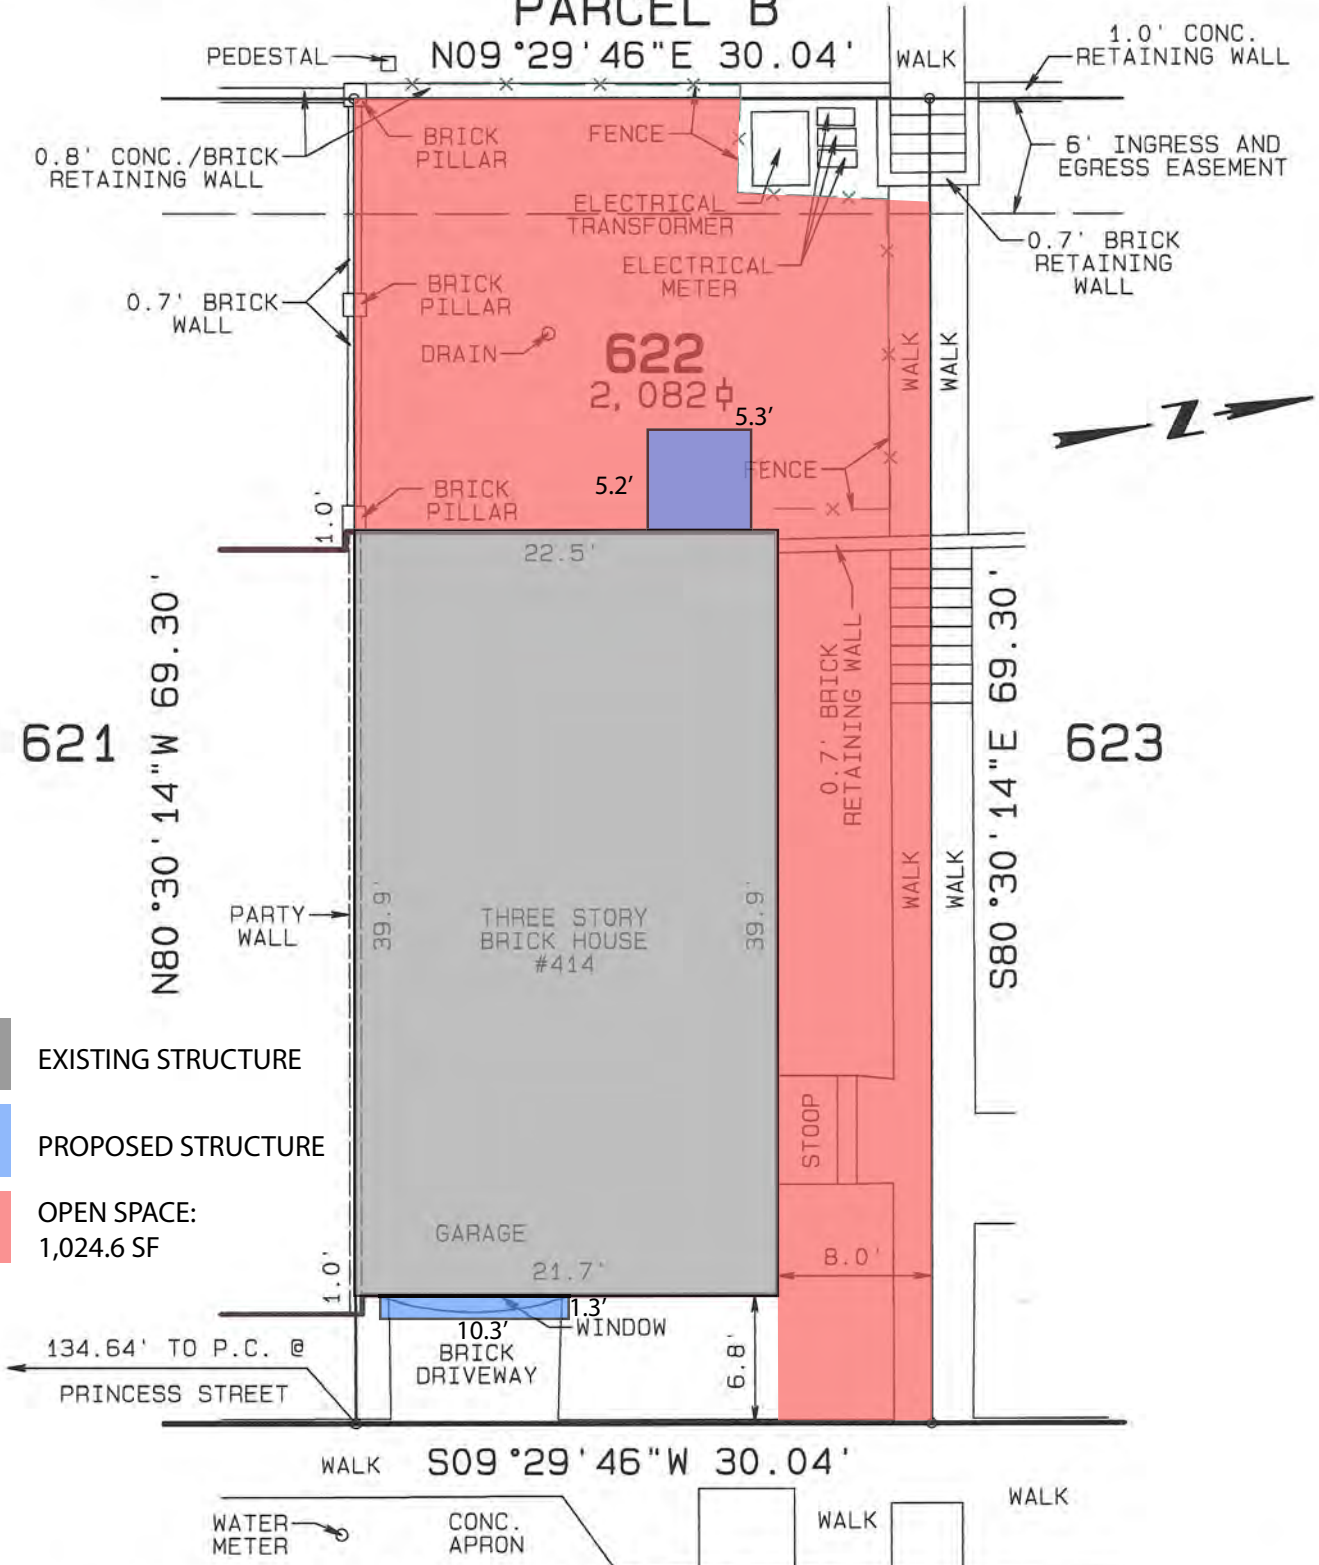 PARCEL B
N09°29'46"E 30.04'
PEDESTAL
WALK
1.0' CONC.
RETAINING WALL
BRICK
PILLAR
FENCE
0.8' CONC./BRICK
RETAINING WALL
6' INGRESS AND
EGRESS EASEMENT
ELECTRICAL
TRANSFORMER
ELECTRICAL
METER
0.7' BRICK
RETAINING
WALL
0.7' BRICK
WALL
BRICK
PILLAR
DRAIN
622
2,082
WALK
WALK
5.3'
5.2'
FENCE
Z
BRICK
PILLAR
1.0'
22.5'
N80°30'14"W 69.30'
S80°30'14"E 69.30'
0.7' BRICK
RETAINING WALL
621
623
PARTY
WALL
39.9'
THREE STORY
BRICK HOUSE
#414
39.9'
WALK
WALK
EXISTING STRUCTURE
PROPOSED STRUCTURE
OPEN SPACE:
1,024.6 SF
STOOP
GARAGE
21.7'
8.0'
1.0'
1.3'
10.3'
WINDOW
BRICK
DRIVEWAY
6.8'
134.64' TO P.C. @
PRINCESS STREET
WALK
S09°29'46"W 30.04'
WATER
METER
CONC.
APRON
WALK
WALK